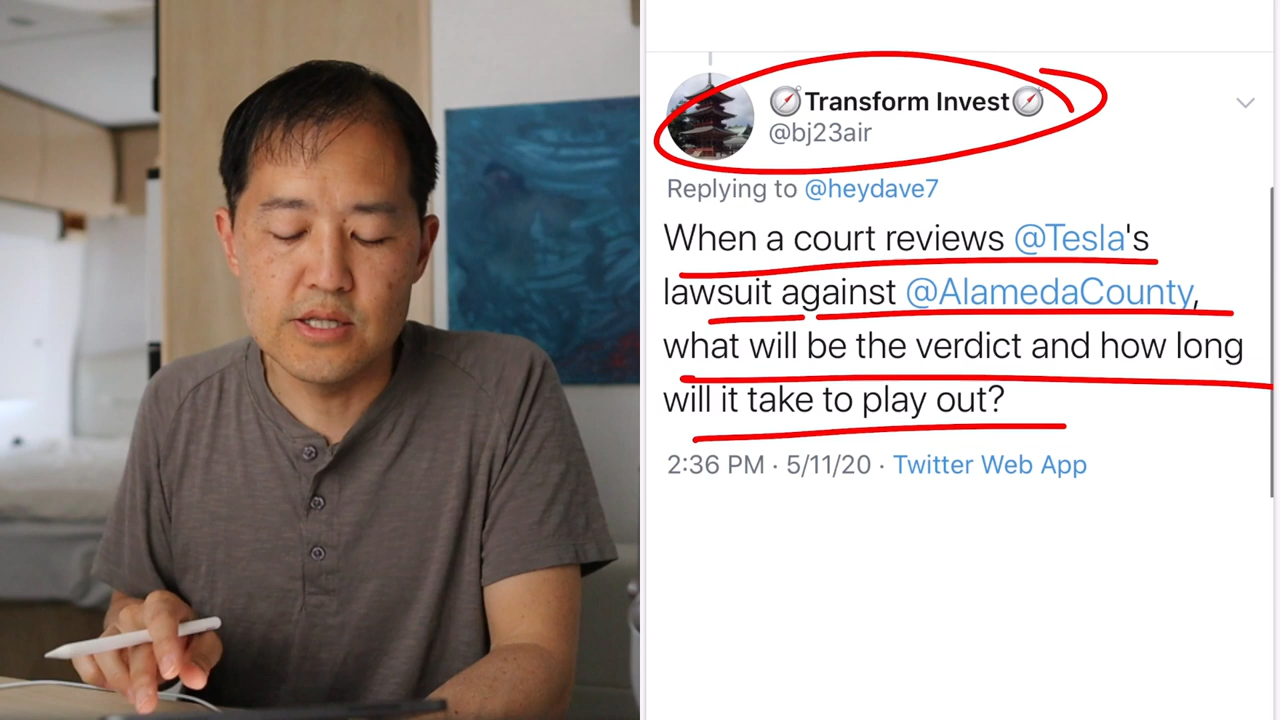 Transform Invest
@bj23air
Replying to @heydave7
When a court reviews @Tesla's
lawsuit against @AlamedaCounty,
what will be the verdict and how long
will it take to play out?
2:36 PM · 5/11/20 · Twitter Web App